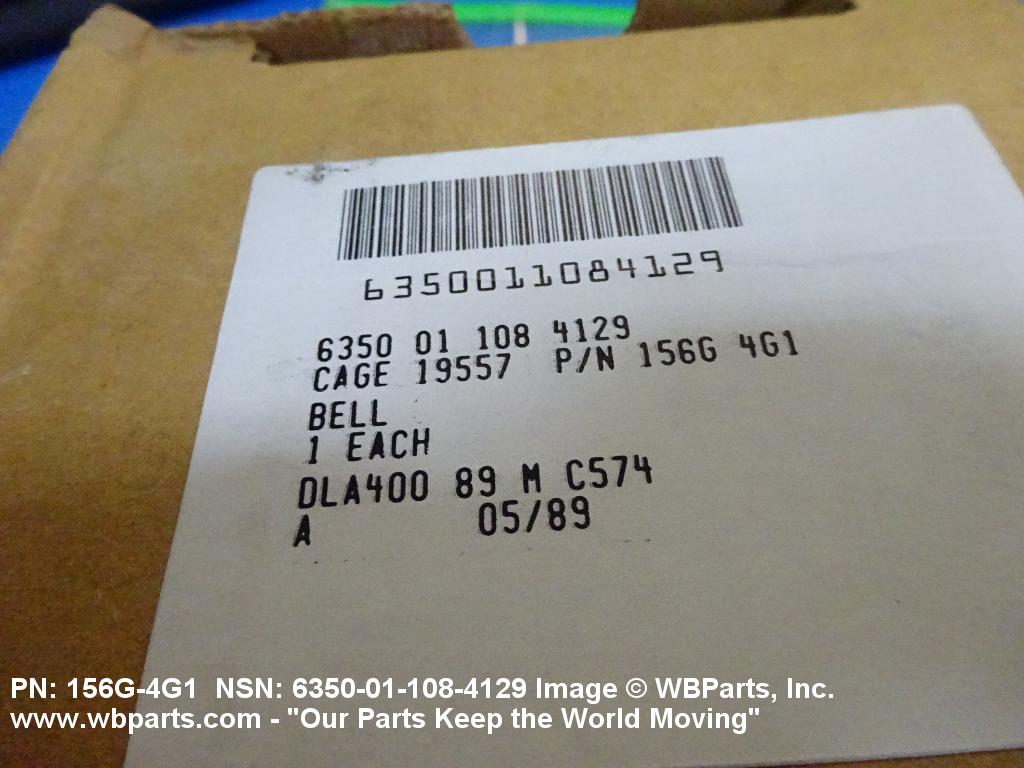 6350011084129
6350 01 108 4129
CAGE 19557 P/N 156G 4G1
BELL
1 EACH
DLA400 89 M C574
A 05/89
PN: 156G-4G1 NSN: 6350-01-108-4129 Image © WBParts, Inc.
www.wbparts.com - "Our Parts Keep the World Moving"